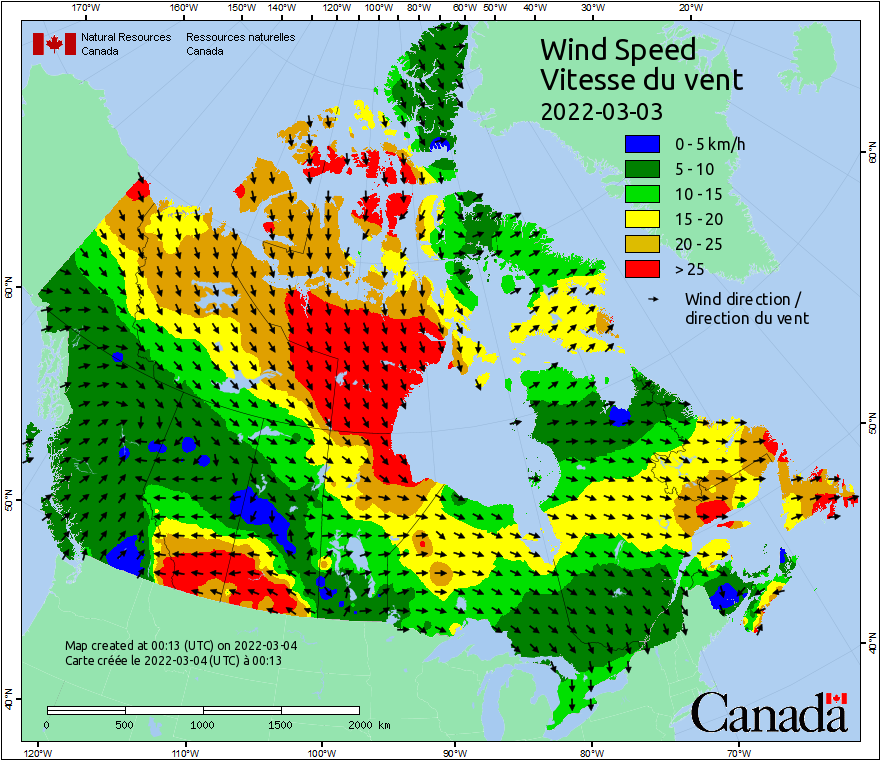 170°W 160°W 150°W 140°W 130°W 120°W 110°W 100°W 90°W 80°W 70°W 60°W 50°W 40°W 30°W 20°W
Natural Resources Canada
Ressources naturelles Canada
Wind Speed
Vitesse du vent
2022-03-03
0 - 5 km/h
5 - 10
10 - 15
15 - 20
20 - 25
> 25
Wind direction /
direction du vent
60°N
60°N
50°N
50°N
40°N
40°N
Map created at 00:13 (UTC) on 2022-03-04
Carte créée le 2022-03-04 (UTC) à 00:13
0 500 1000 1500 2000 km
Canada
120°W 110°W 100°W 90°W 80°W 70°W